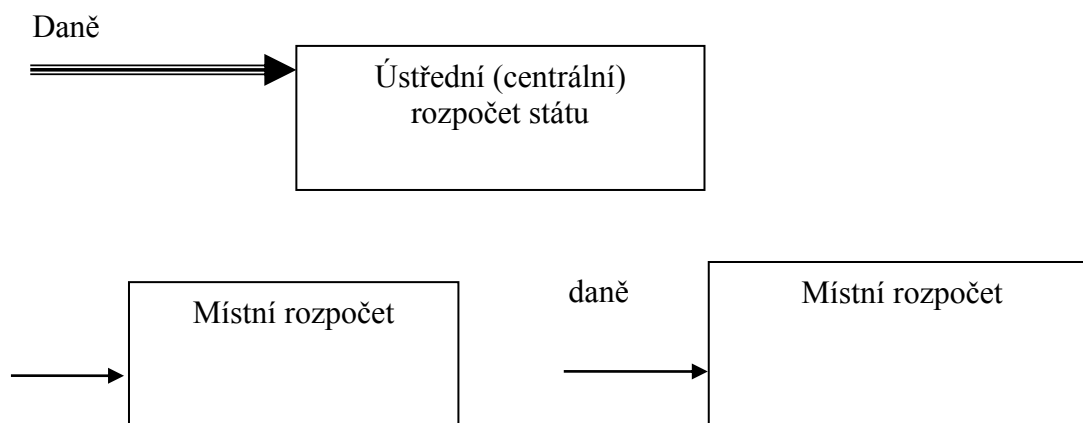 Daně
Ústřední (centrální)
rozpočet státu
Místní rozpočet
daně
Místní rozpočet